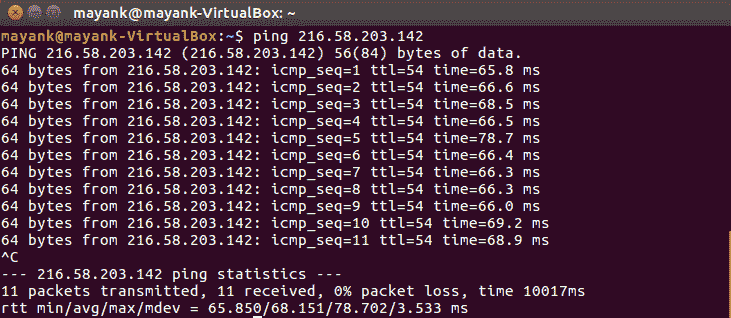 mayank@mayank-VirtualBox: ~
mayank@mayank-VirtualBox:~$ ping 216.58.203.142
PING 216.58.203.142 (216.58.203.142) 56(84) bytes of data.
64 bytes from 216.58.203.142: icmp_seq=1 ttl=54 time=65.8 ms
64 bytes from 216.58.203.142: icmp_seq=2 ttl=54 time=66.6 ms
64 bytes from 216.58.203.142: icmp_seq=3 ttl=54 time=68.5 ms
64 bytes from 216.58.203.142: icmp_seq=4 ttl=54 time=66.5 ms
64 bytes from 216.58.203.142: icmp_seq=5 ttl=54 time=78.7 ms
64 bytes from 216.58.203.142: icmp_seq=6 ttl=54 time=66.4 ms
64 bytes from 216.58.203.142: icmp_seq=7 ttl=54 time=66.3 ms
64 bytes from 216.58.203.142: icmp_seq=8 ttl=54 time=66.3 ms
64 bytes from 216.58.203.142: icmp_seq=9 ttl=54 time=66.0 ms
64 bytes from 216.58.203.142: icmp_seq=10 ttl=54 time=69.2 ms
64 bytes from 216.58.203.142: icmp_seq=11 ttl=54 time=68.9 ms
^C
--- 216.58.203.142 ping statistics ---
11 packets transmitted, 11 received, 0% packet loss, time 10017ms
rtt min/avg/max/mdev = 65.850/68.151/78.702/3.533 ms